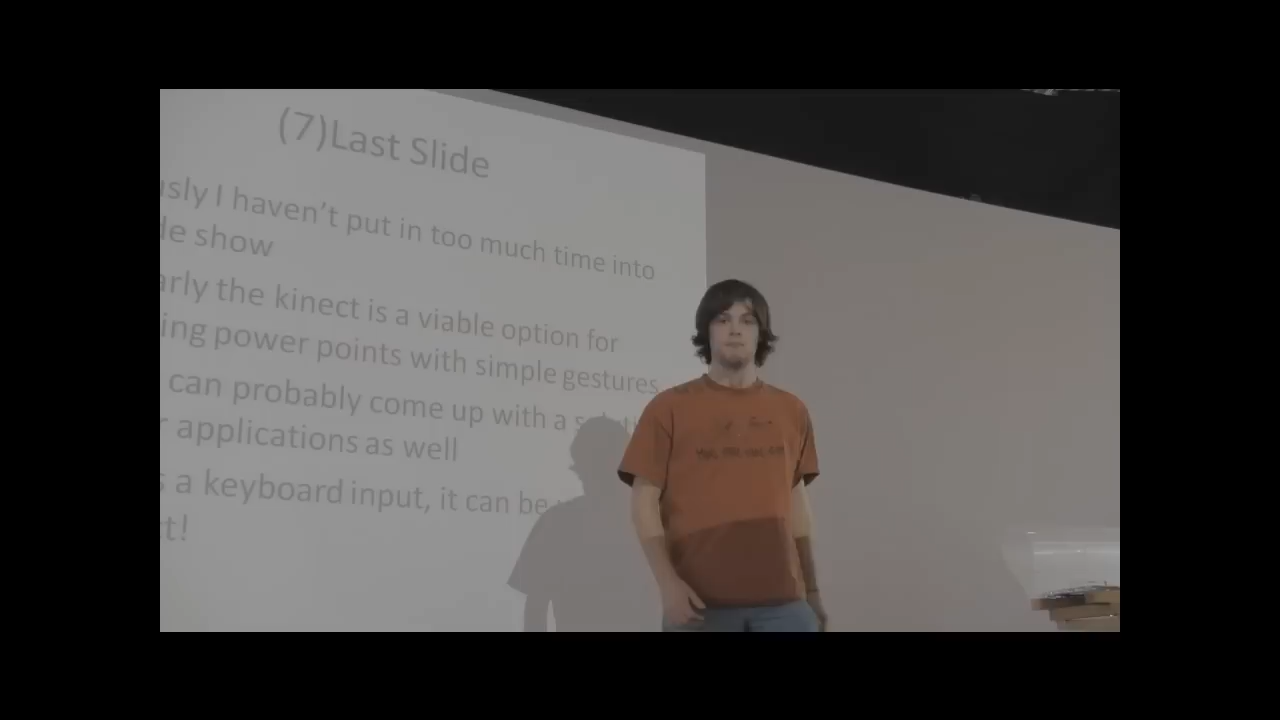 (7)Last Slide
usly I haven't put in too much time into
de show
arly the kinect is a viable option for
ing power points with simple gestures
can probably come up with a
r applications as well
s a keyboard input, it can be
ct!